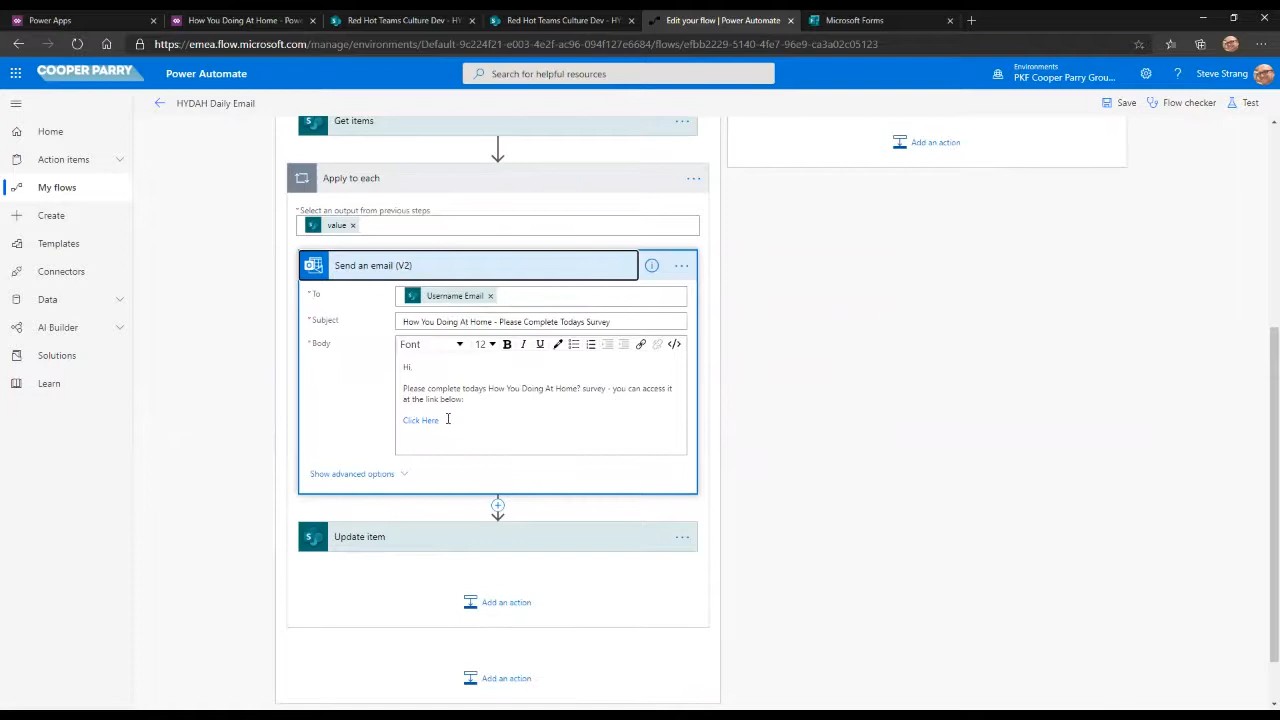 Power Apps
How You Doing At Home - Powe
Red Hot Teams Culture Dev - HY
Red Hot Teams Culture Dev - HY
Edit your flow | Power Automate
Microsoft Forms
https://emea.flow.microsoft.com/manage/environments/Default-9c224f21-e003-4e2f-ac96-094f127e6684/flows/efbb2229-5140-4fe7-96e9-ca3a02c05123
COOPER PARRY
Power Automate
Search for helpful resources
Environments
PKF Cooper Parry Grou...
?
Steve Strang
HYDAH Daily Email
Save
Flow checker
Test
Home
Action items
My flows
Create
Templates
Connectors
Data
AI Builder
Solutions
Learn
Get items
Add an action
Apply to each
*Select an output from previous steps
value
Send an email (V2)
*To
Username Email
*Subject
How You Doing At Home - Please Complete Todays Survey
*Body
Font
12
B
I
U
</>
Hi,
Please complete todays How You Doing At Home? survey - you can access it
at the link below:
Click Here
Show advanced options
Update item
Add an action
Add an action